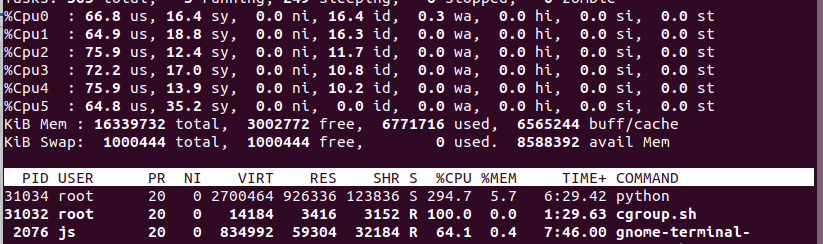 Tasks: 303 total, 3 running, 249 sleeping, 0 stopped, 0 zombie
%Cpu0 : 66.8 us, 16.4 sy, 0.0 ni, 16.4 id, 0.3 wa, 0.0 hi, 0.0 si, 0.0 st
%Cpu1 : 64.9 us, 18.8 sy, 0.0 ni, 16.3 id, 0.0 wa, 0.0 hi, 0.0 si, 0.0 st
%Cpu2 : 75.9 us, 12.4 sy, 0.0 ni, 11.7 id, 0.0 wa, 0.0 hi, 0.0 si, 0.0 st
%Cpu3 : 72.2 us, 17.0 sy, 0.0 ni, 10.8 id, 0.0 wa, 0.0 hi, 0.0 si, 0.0 st
%Cpu4 : 75.9 us, 13.9 sy, 0.0 ni, 10.2 id, 0.0 wa, 0.0 hi, 0.0 si, 0.0 st
%Cpu5 : 64.8 us, 35.2 sy, 0.0 ni, 0.0 id, 0.0 wa, 0.0 hi, 0.0 si, 0.0 st
KiB Mem : 16339732 total, 3002772 free, 6771716 used, 6565244 buff/cache
KiB Swap: 1000444 total, 1000444 free, 0 used. 8588392 avail Mem
PID USER PR NI VIRT RES SHR S %CPU %MEM TIME+ COMMAND
31034 root 20 0 2700464 926336 123836 S 294.7 5.7 6:29.42 python
31032 root 20 0 14184 3416 3152 R 100.0 0.0 1:29.63 cgroup.sh
2076 js 20 0 834992 59304 32184 R 64.1 0.4 7:46.00 gnome-terminal-